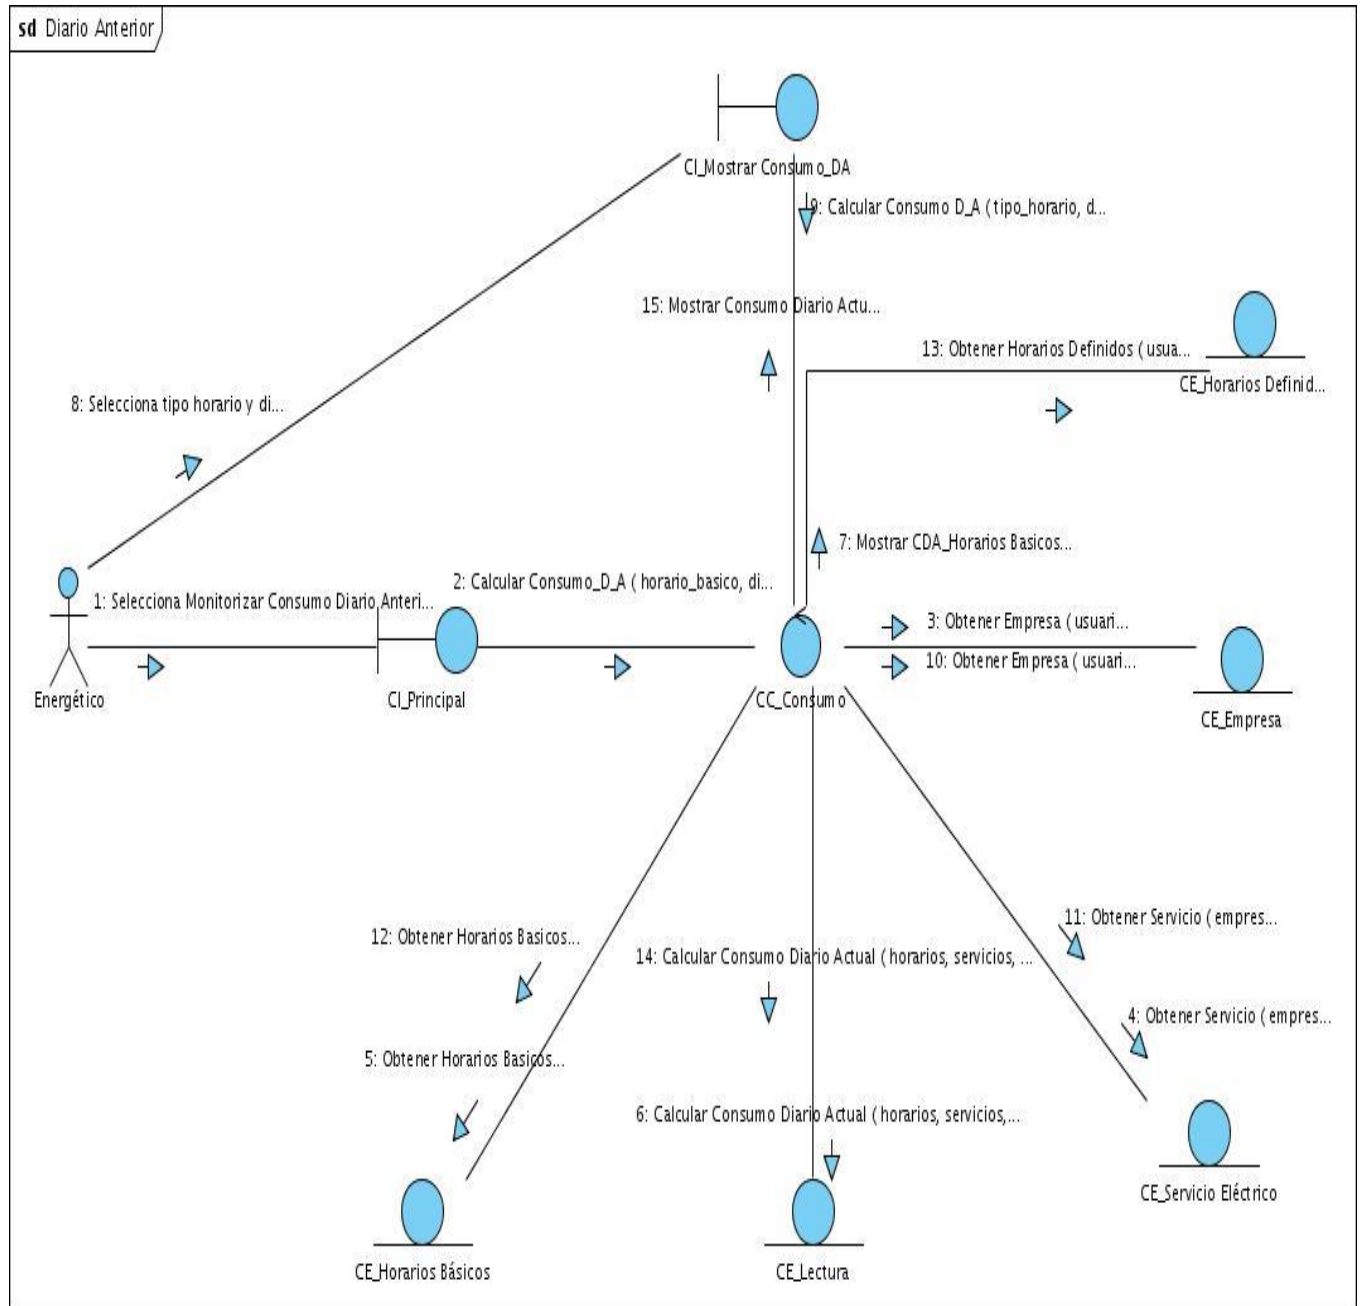 sd Diario Anterior
CI_Mostrar Consumo_DA
9: Calcular Consumo D_A ( tipo_horario, d...
15: Mostrar Consumo Diario Actu...
13: Obtener Horarios Definidos ( usua...
CE_Horarios Definid...
8: Selecciona tipo horario y di...
7: Mostrar CDA_Horarios Basicos...
2: Calcular Consumo_D_A ( horario_basico, di...
1: Selecciona Monitorizar Consumo Diario Anteri...
3: Obtener Empresa ( usuari...
10: Obtener Empresa ( usuari...
Energético
CI_Principal
CC_Consumo
CE_Empresa
11: Obtener Servicio ( empres...
12: Obtener Horarios Basicos...
14: Calcular Consumo Diario Actual ( horarios, servicios, ...
4: Obtener Servicio ( empres...
5: Obtener Horarios Basicos...
6: Calcular Consumo Diario Actual ( horarios, servicios,...
CE_Servicio Eléctrico
CE_Horarios Básicos
CE_Lectura